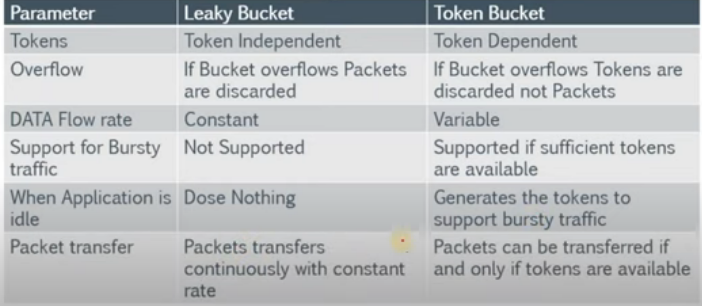 Parameter Leaky Bucket Token Bucket
Tokens Token Independent Token Dependent
Overflow If Bucket overflows Packets If Bucket overflows Tokens are
are discarded discarded not Packets
DATA Flow rate Constant Variable
Support for Bursty Not Supported Supported if sufficient tokens
traffic are available
When Application is Dose Nothing Generates the tokens to
idle support bursty traffic
Packet transfer Packets transfers Packets can be transferred if
continuously with constant and only if tokens are available
rate